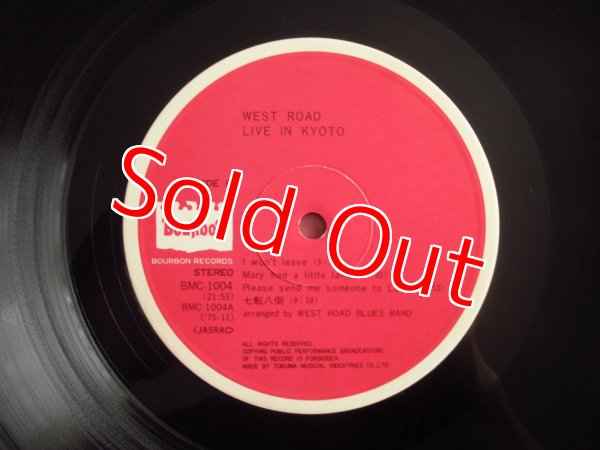 WEST ROAD
LIVE IN KYOTO
Sold Out
BOURBON RECORDS
STEREO
BMC-1004
(21:53)
BMC-1004A
('75-11)
<JASRAC>
I won't leave (3:
Mary had a little
Please send me someone to
七転八倒 (9:58)
arranged by WEST ROAD BLUES BAND
ALL RIGHTS RESERVED
COPYING PUBLIC PERFORMANCE BROADCASTING
OF THIS RECORD IS FORBIDDEN.
MADE BY TOKUMA MUSICAL INDUSTRIES CO.,LTD.